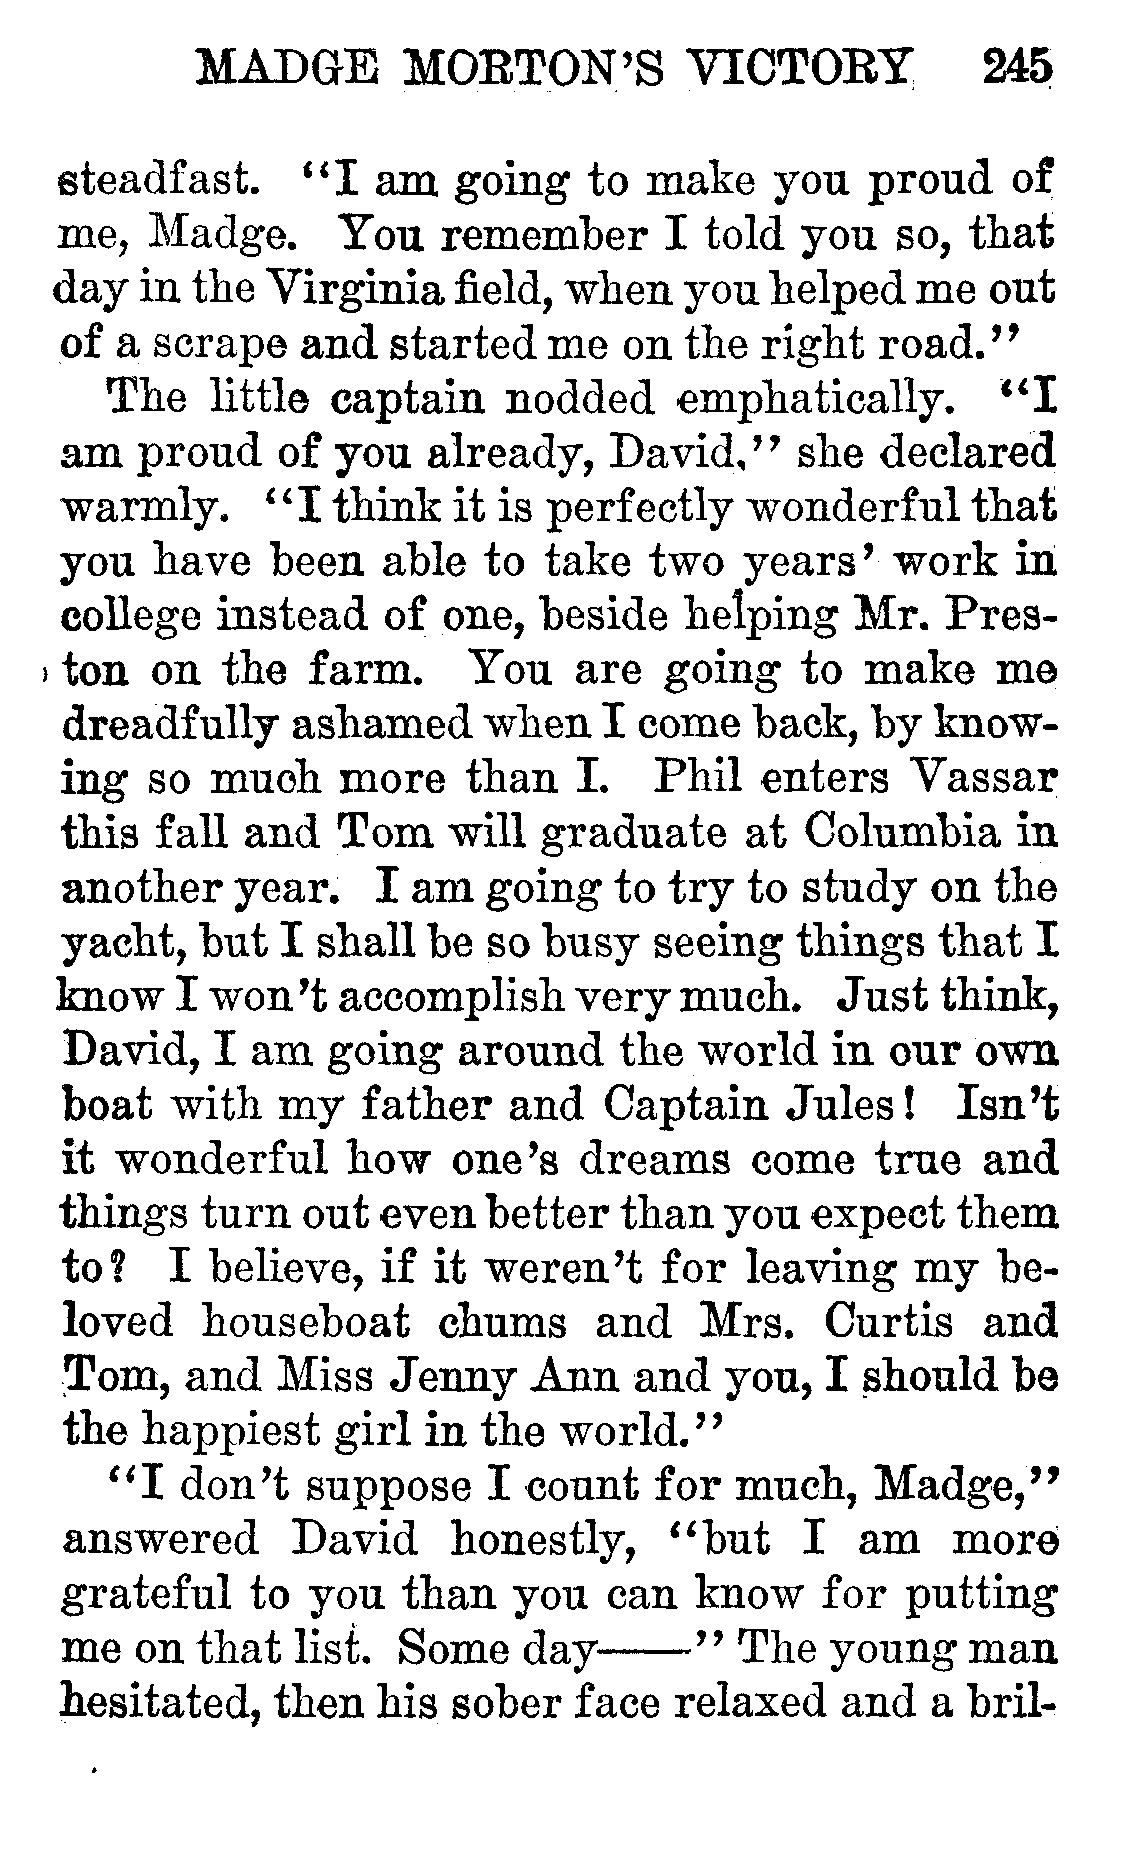 MADGE MORTON'S VICTORY 245
steadfast. "I am going to make you proud of
me, Madge. You remember I told you so, that
day in the Virginia field, when you helped me out
of a scrape and started me on the right road."
The little captain nodded emphatically. "I
am proud of you already, David," she declared
warmly. "I think it is perfectly wonderful that
you have been able to take two years' work in
college instead of one, beside helping Mr. Pres-
ton on the farm. You are going to make me
dreadfully ashamed when I come back, by know-
ing so much more than I. Phil enters Vassar
this fall and Tom will graduate at Columbia in
another year. I am going to try to study on the
yacht, but I shall be so busy seeing things that I
know I won't accomplish very much. Just think,
David, I am going around the world in our own
boat with my father and Captain Jules! Isn't
it wonderful how one's dreams come true and
things turn out even better than you expect them
to? I believe, if it weren't for leaving my be-
loved houseboat chums and Mrs. Curtis and
Tom, and Miss Jenny Ann and you, I should be
the happiest girl in the world."
"I don't suppose I count for much, Madge,"
answered David honestly, "but I am more
grateful to you than you can know for putting
me on that list. Some day——" The young man
hesitated, then his sober face relaxed and a bril-